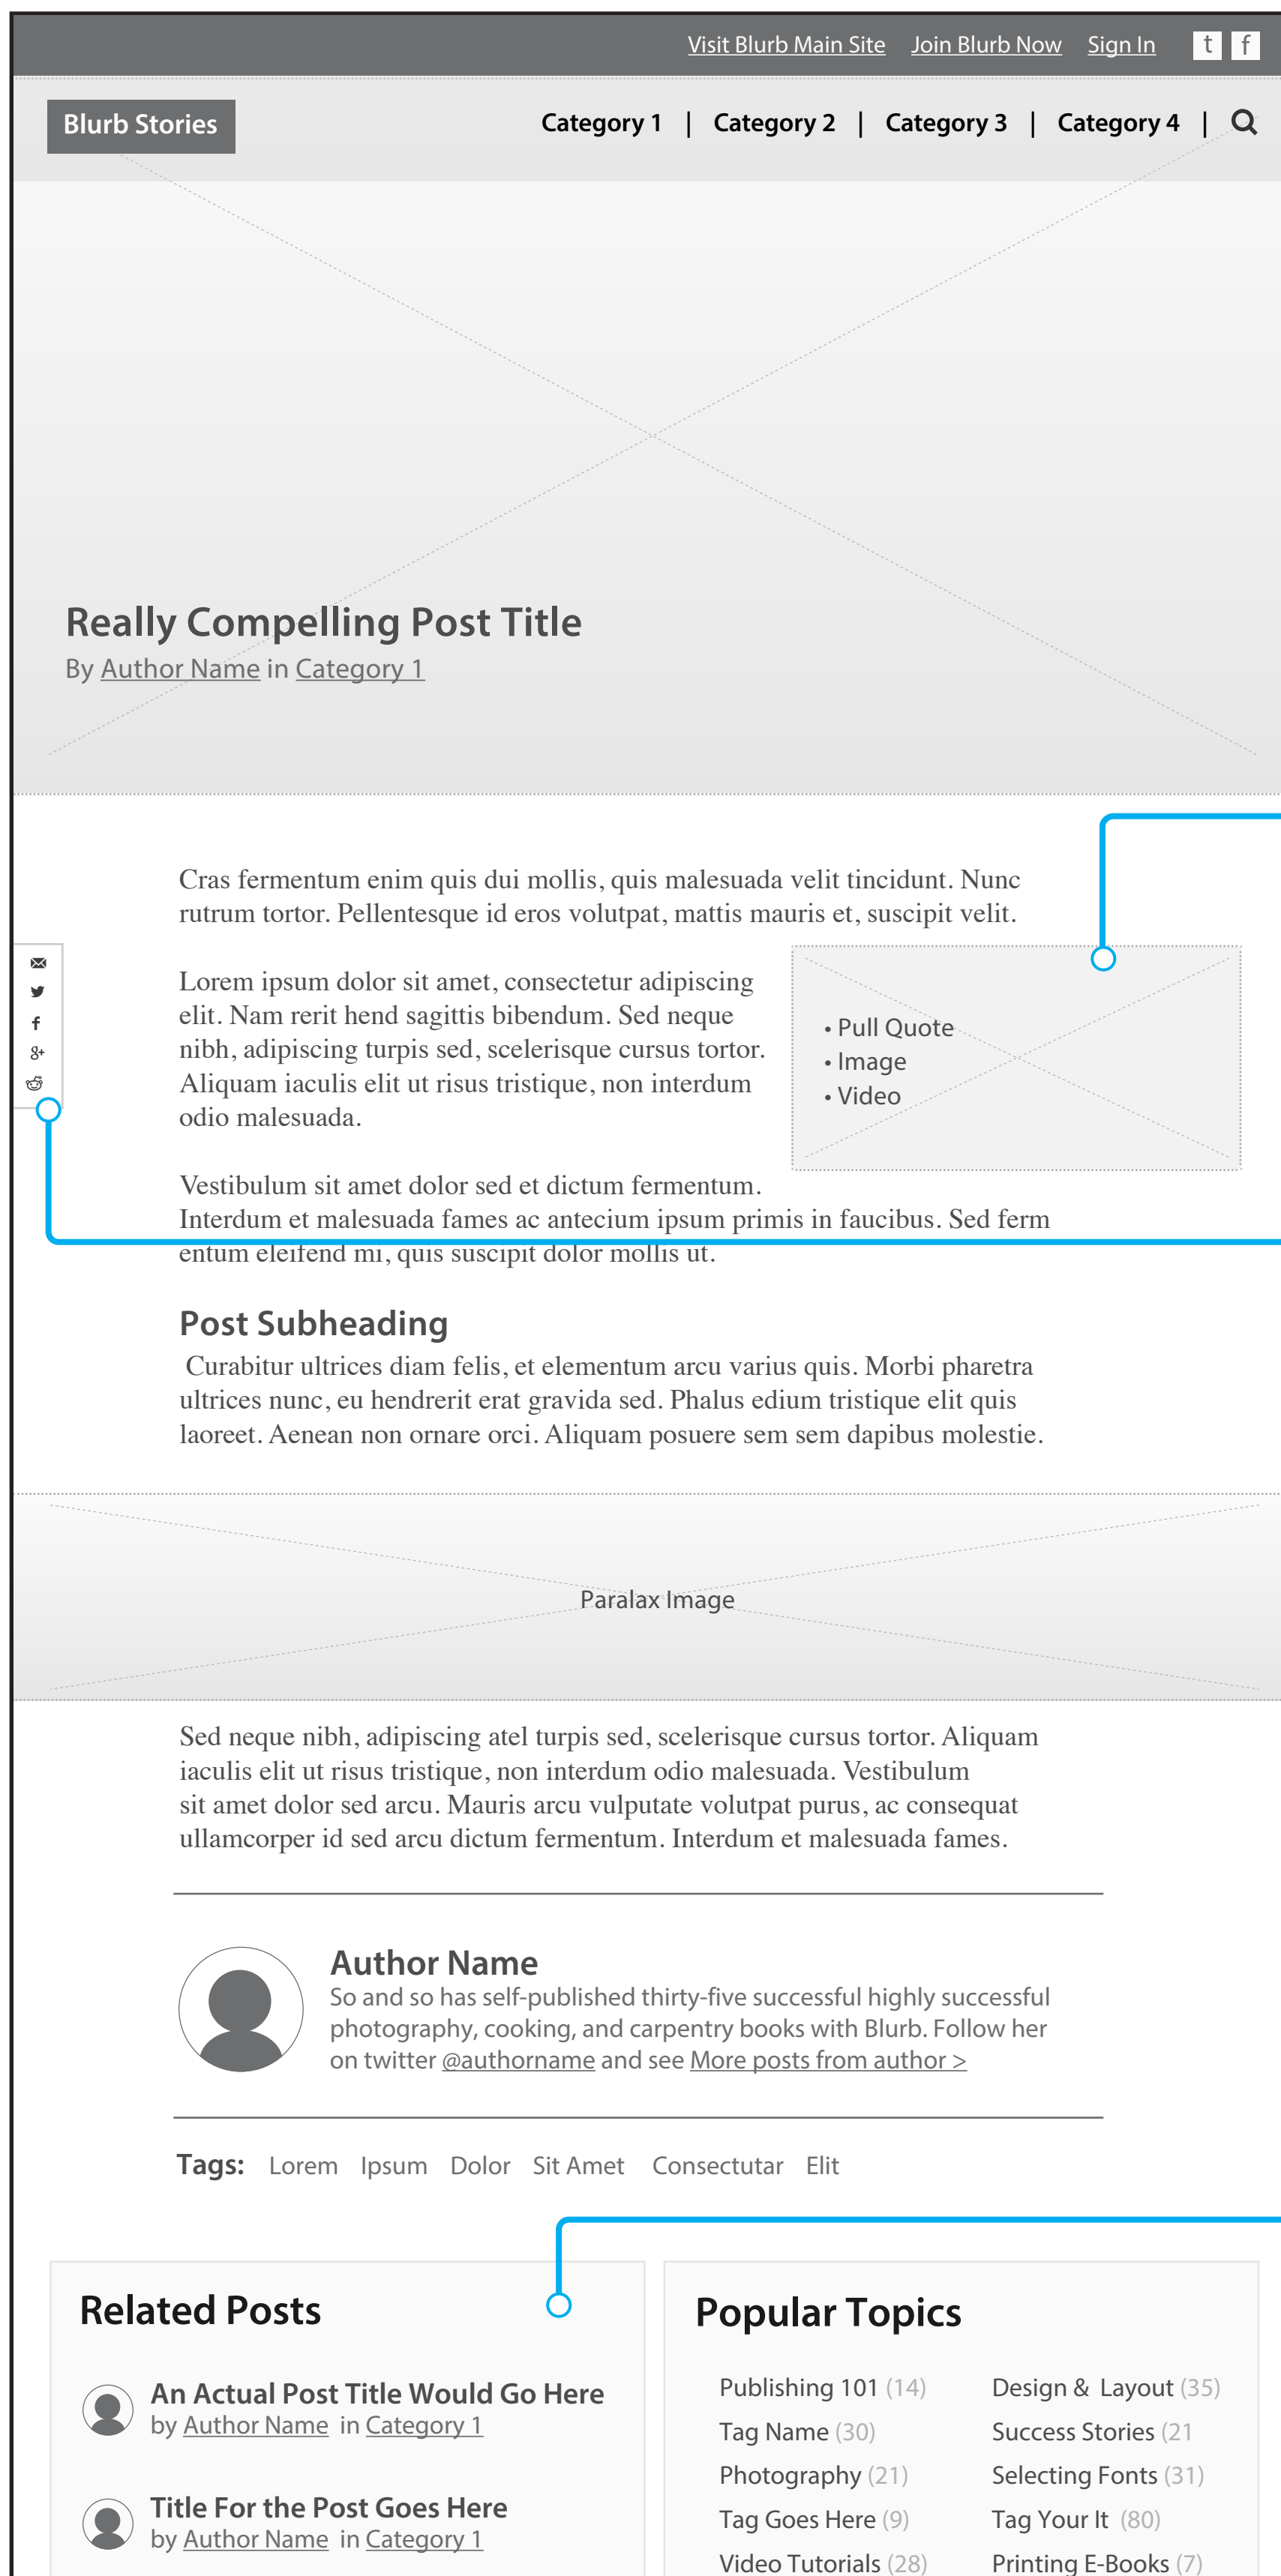 Visit Blurb Main Site Join Blurb Now Sign In t f
Blurb Stories
Category 1 | Category 2 | Category 3 | Category 4 |
Really Compelling Post Title
By Author Name in Category 1
Cras fermentum enim quis dui mollis, quis malesuada velit tincidunt. Nunc
rutrum tortor. Pellentesque id eros volutpat, mattis mauris et, suscipit velit.
f
g+
Lorem ipsum dolor sit amet, consectetur adipiscing
elit. Nam rerit hend sagittis bibendum. Sed neque
nibh, adipiscing turpis sed, scelerisque cursus tortor.
Aliquam iaculis elit ut risus tristique, non interdum
odio malesuada.
• Pull Quote
• Image
• Video
Vestibulum sit amet dolor sed et dictum fermentum.
Interdum et malesuada fames ac antecium ipsum primis in faucibus. Sed ferm
entum eleifend mi, quis suscipit dolor mollis ut.
Post Subheading
Curabitur ultrices diam felis, et elementum arcu varius quis. Morbi pharetra
ultrices nunc, eu hendrerit erat gravida sed. Phalus edium tristique elit quis
laoreet. Aenean non ornare orci. Aliquam posuere sem sem dapibus molestie.
Paralax Image
Sed neque nibh, adipiscing atel turpis sed, scelerisque cursus tortor. Aliquam
iaculis elit ut risus tristique, non interdum odio malesuada. Vestibulum
sit amet dolor sed arcu. Mauris arcu vulputate volutpat purus, ac consequat
ullamcorper id sed arcu dictum fermentum. Interdum et malesuada fames.
Author Name
So and so has self-published thirty-five successful highly successful
photography, cooking, and carpentry books with Blurb. Follow her
on twitter @authorname and see More posts from author >
Tags: Lorem Ipsum Dolor Sit Amet Consectutar Elit
Related Posts
An Actual Post Title Would Go Here
by Author Name in Category 1
Title For the Post Goes Here
by Author Name in Category 1
Popular Topics
Publishing 101 (14)
Tag Name (30)
Photography (21)
Tag Goes Here (9)
Video Tutorials (28)
Design & Layout (35)
Success Stories (21
Selecting Fonts (31)
Tag Your It (80)
Printing E-Books (7)